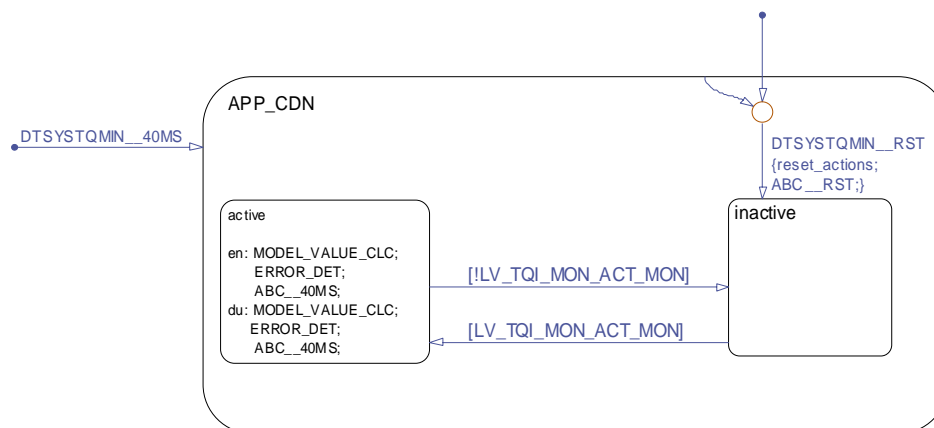 APP_CDN
DTSYSTQMIN__40MS
DTSYSTQMIN__RST
{reset_actions;
ABC__RST;}
active
en: MODEL_VALUE_CLC;
ERROR_DET;
ABC__40MS;
du: MODEL_VALUE_CLC;
ERROR_DET;
ABC__40MS;
[!LV_TQI_MON_ACT_MON]
[LV_TQI_MON_ACT_MON]
inactive